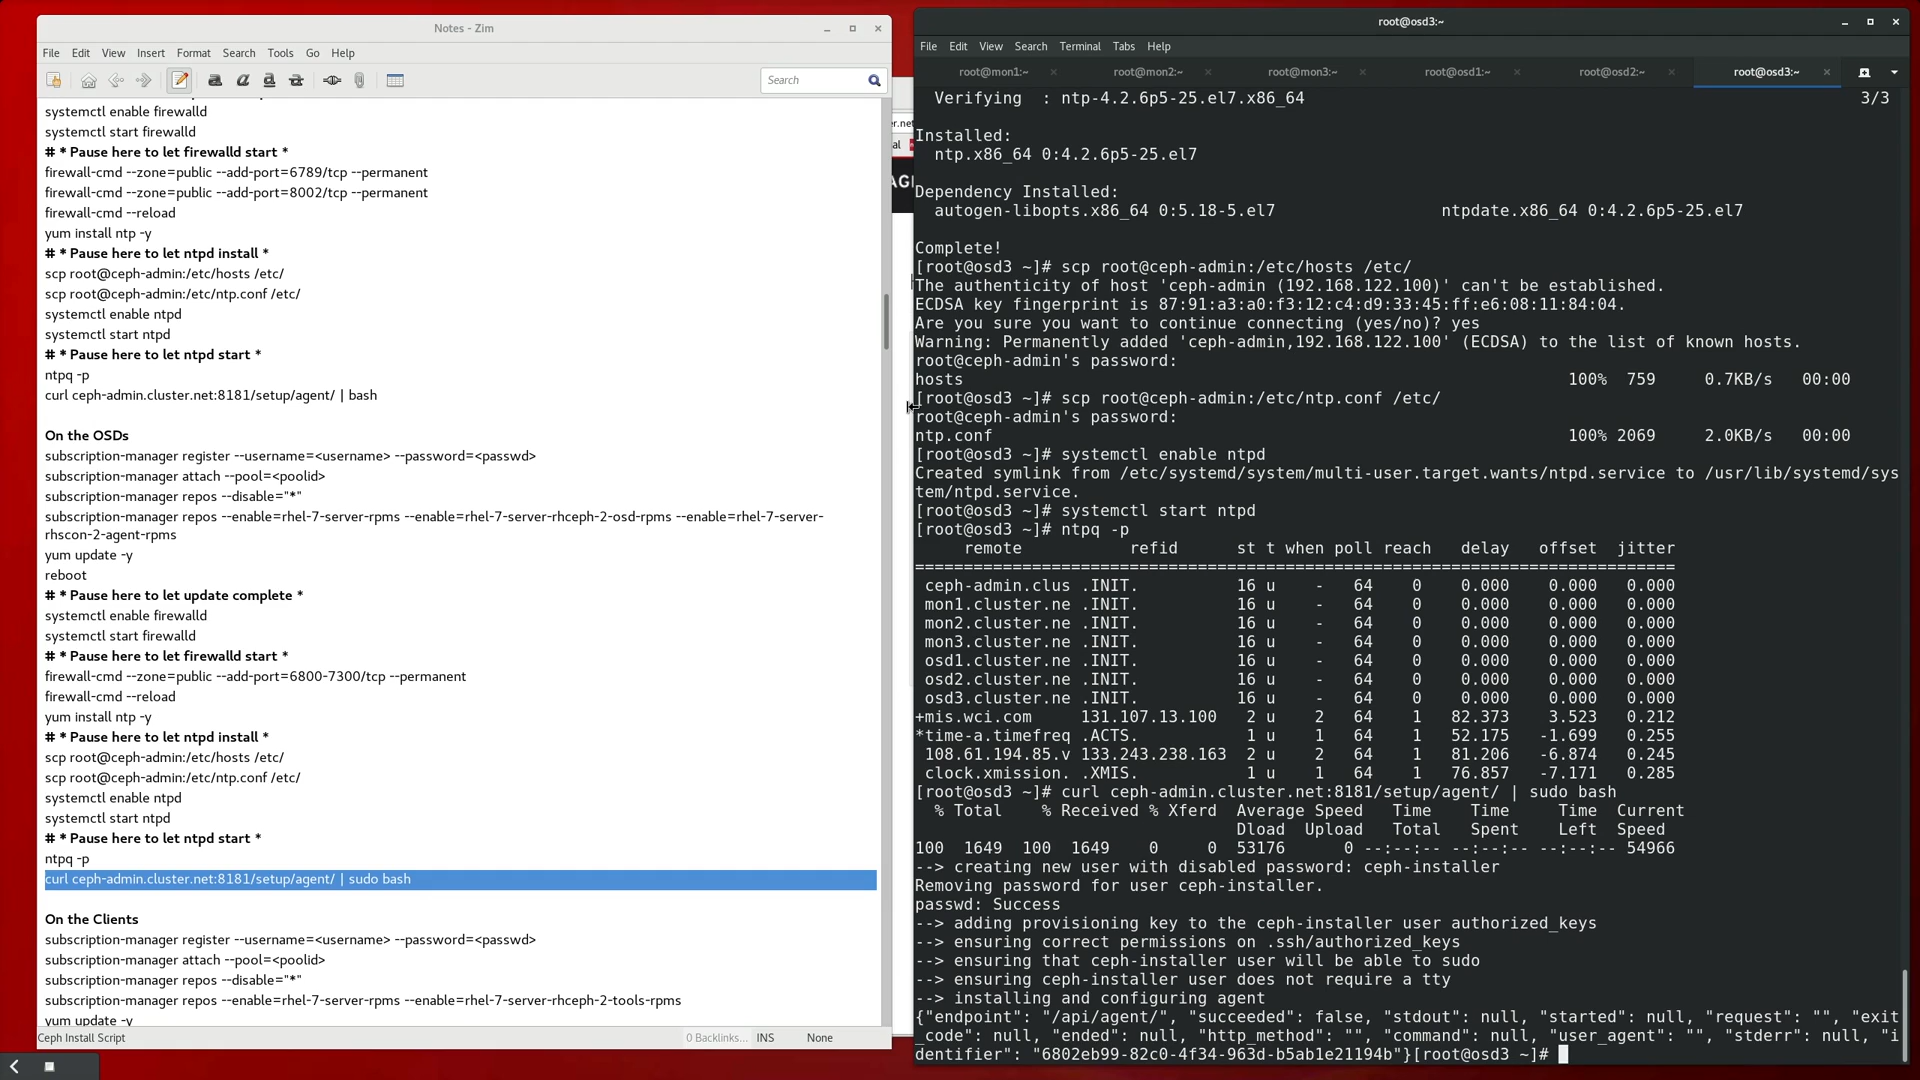 Notes - Zim
File Edit View Insert Format Search Tools Go Help
Search
systemctl enable firewalld
systemctl start firewalld
# * Pause here to let firewalld start *
firewall-cmd --zone=public --add-port=6789/tcp --permanent
firewall-cmd --zone=public --add-port=8002/tcp --permanent
firewall-cmd --reload
yum install ntp -y
# * Pause here to let ntpd install *
scp root@ceph-admin:/etc/hosts /etc/
scp root@ceph-admin:/etc/ntp.conf /etc/
systemctl enable ntpd
systemctl start ntpd
# * Pause here to let ntpd start *
ntpq -p
curl ceph-admin.cluster.net:8181/setup/agent/ | bash
On the OSDs
subscription-manager register --username=<username> --password=<passwd>
subscription-manager attach --pool=<poolid>
subscription-manager repos --disable="*"
subscription-manager repos --enable=rhel-7-server-rpms --enable=rhel-7-server-rhceph-2-osd-rpms --enable=rhel-7-server-
rhscon-2-agent-rpms
yum update -y
reboot
# * Pause here to let update complete *
systemctl enable firewalld
systemctl start firewalld
# * Pause here to let firewalld start *
firewall-cmd --zone=public --add-port=6800-7300/tcp --permanent
firewall-cmd --reload
yum install ntp -y
# * Pause here to let ntpd install *
scp root@ceph-admin:/etc/hosts /etc/
scp root@ceph-admin:/etc/ntp.conf /etc/
systemctl enable ntpd
systemctl start ntpd
# * Pause here to let ntpd start *
ntpq -p
curl ceph-admin.cluster.net:8181/setup/agent/ | sudo bash
On the Clients
subscription-manager register --username=<username> --password=<passwd>
subscription-manager attach --pool=<poolid>
subscription-manager repos --disable="*"
subscription-manager repos --enable=rhel-7-server-rpms --enable=rhel-7-server-rhceph-2-tools-rpms
yum update -y
Ceph Install Script 0 Backlinks... INS None
er.net
al
AGI
root@osd3:~
File Edit View Search Terminal Tabs Help
root@mon1:~ root@mon2:~ root@mon3:~ root@osd1:~ root@osd2:~ root@osd3:~
Verifying : ntp-4.2.6p5-25.el7.x86_64 3/3
Installed:
ntp.x86_64 0:4.2.6p5-25.el7
Dependency Installed:
autogen-libopts.x86_64 0:5.18-5.el7 ntpdate.x86_64 0:4.2.6p5-25.el7
Complete!
[root@osd3 ~]# scp root@ceph-admin:/etc/hosts /etc/
The authenticity of host 'ceph-admin (192.168.122.100)' can't be established.
ECDSA key fingerprint is 87:91:a3:a0:f3:12:c4:d9:33:45:ff:e6:08:11:84:04.
Are you sure you want to continue connecting (yes/no)? yes
Warning: Permanently added 'ceph-admin,192.168.122.100' (ECDSA) to the list of known hosts.
root@ceph-admin's password:
hosts 100% 759 0.7KB/s 00:00
[root@osd3 ~]# scp root@ceph-admin:/etc/ntp.conf /etc/
root@ceph-admin's password:
ntp.conf 100% 2069 2.0KB/s 00:00
[root@osd3 ~]# systemctl enable ntpd
Created symlink from /etc/systemd/system/multi-user.target.wants/ntpd.service to /usr/lib/systemd/sys
tem/ntpd.service.
[root@osd3 ~]# systemctl start ntpd
[root@osd3 ~]# ntpq -p
remote refid st t when poll reach delay offset jitter
==============================================================================
ceph-admin.clus .INIT. 16 u - 64 0 0.000 0.000 0.000
mon1.cluster.ne .INIT. 16 u - 64 0 0.000 0.000 0.000
mon2.cluster.ne .INIT. 16 u - 64 0 0.000 0.000 0.000
mon3.cluster.ne .INIT. 16 u - 64 0 0.000 0.000 0.000
osd1.cluster.ne .INIT. 16 u - 64 0 0.000 0.000 0.000
osd2.cluster.ne .INIT. 16 u - 64 0 0.000 0.000 0.000
osd3.cluster.ne .INIT. 16 u - 64 0 0.000 0.000 0.000
+mis.wci.com 131.107.13.100 2 u 2 64 1 82.373 3.523 0.212
*time-a.timefreq .ACTS. 1 u 1 64 1 52.175 -1.699 0.255
108.61.194.85.v 133.243.238.163 2 u 2 64 1 81.206 -6.874 0.245
clock.xmission. .XMIS. 1 u 1 64 1 76.857 -7.171 0.285
[root@osd3 ~]# curl ceph-admin.cluster.net:8181/setup/agent/ | sudo bash
% Total % Received % Xferd Average Speed Time Time Time Current
Dload Upload Total Spent Left Speed
100 1649 100 1649 0 0 53176 0 --:--:-- --:--:-- --:--:-- 54966
--> creating new user with disabled password: ceph-installer
Removing password for user ceph-installer.
passwd: Success
--> adding provisioning key to the ceph-installer user authorized_keys
--> ensuring correct permissions on .ssh/authorized_keys
--> ensuring that ceph-installer user will be able to sudo
--> ensuring ceph-installer user does not require a tty
--> installing and configuring agent
{"endpoint": "/api/agent/", "succeeded": false, "stdout": null, "started": null, "request": "", "exit
_code": null, "ended": null, "http_method": "", "command": null, "user_agent": "", "stderr": null, "i
dentifier": "6802eb99-82c0-4f34-963d-b5ab1e21194b"}[root@osd3 ~]#